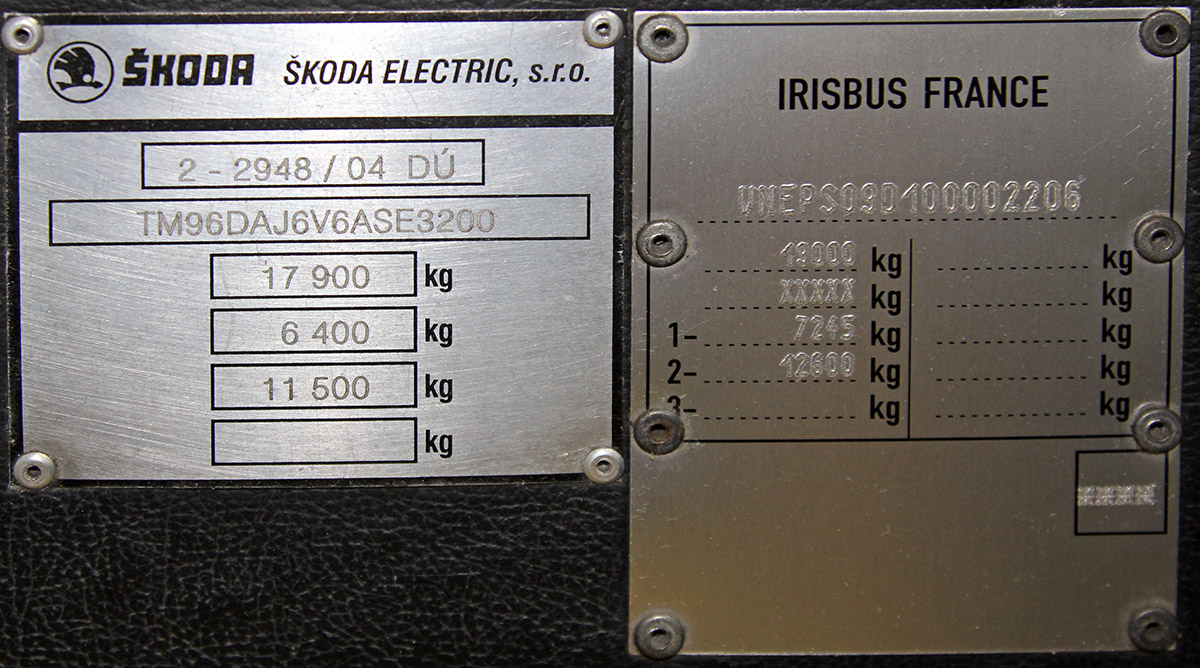 ŠKODA ŠKODA ELECTRIC, s.r.o.
2 - 2948 / 04 DÚ
TM96DAJ6V6ASE3200
17 900 kg
6 400 kg
11 500 kg
kg
IRISBUS FRANCE
VNEPS09D100002206
19000 kg kg
XXXXX kg kg
1- 7245 kg kg
2- 12600 kg kg
3- kg kg